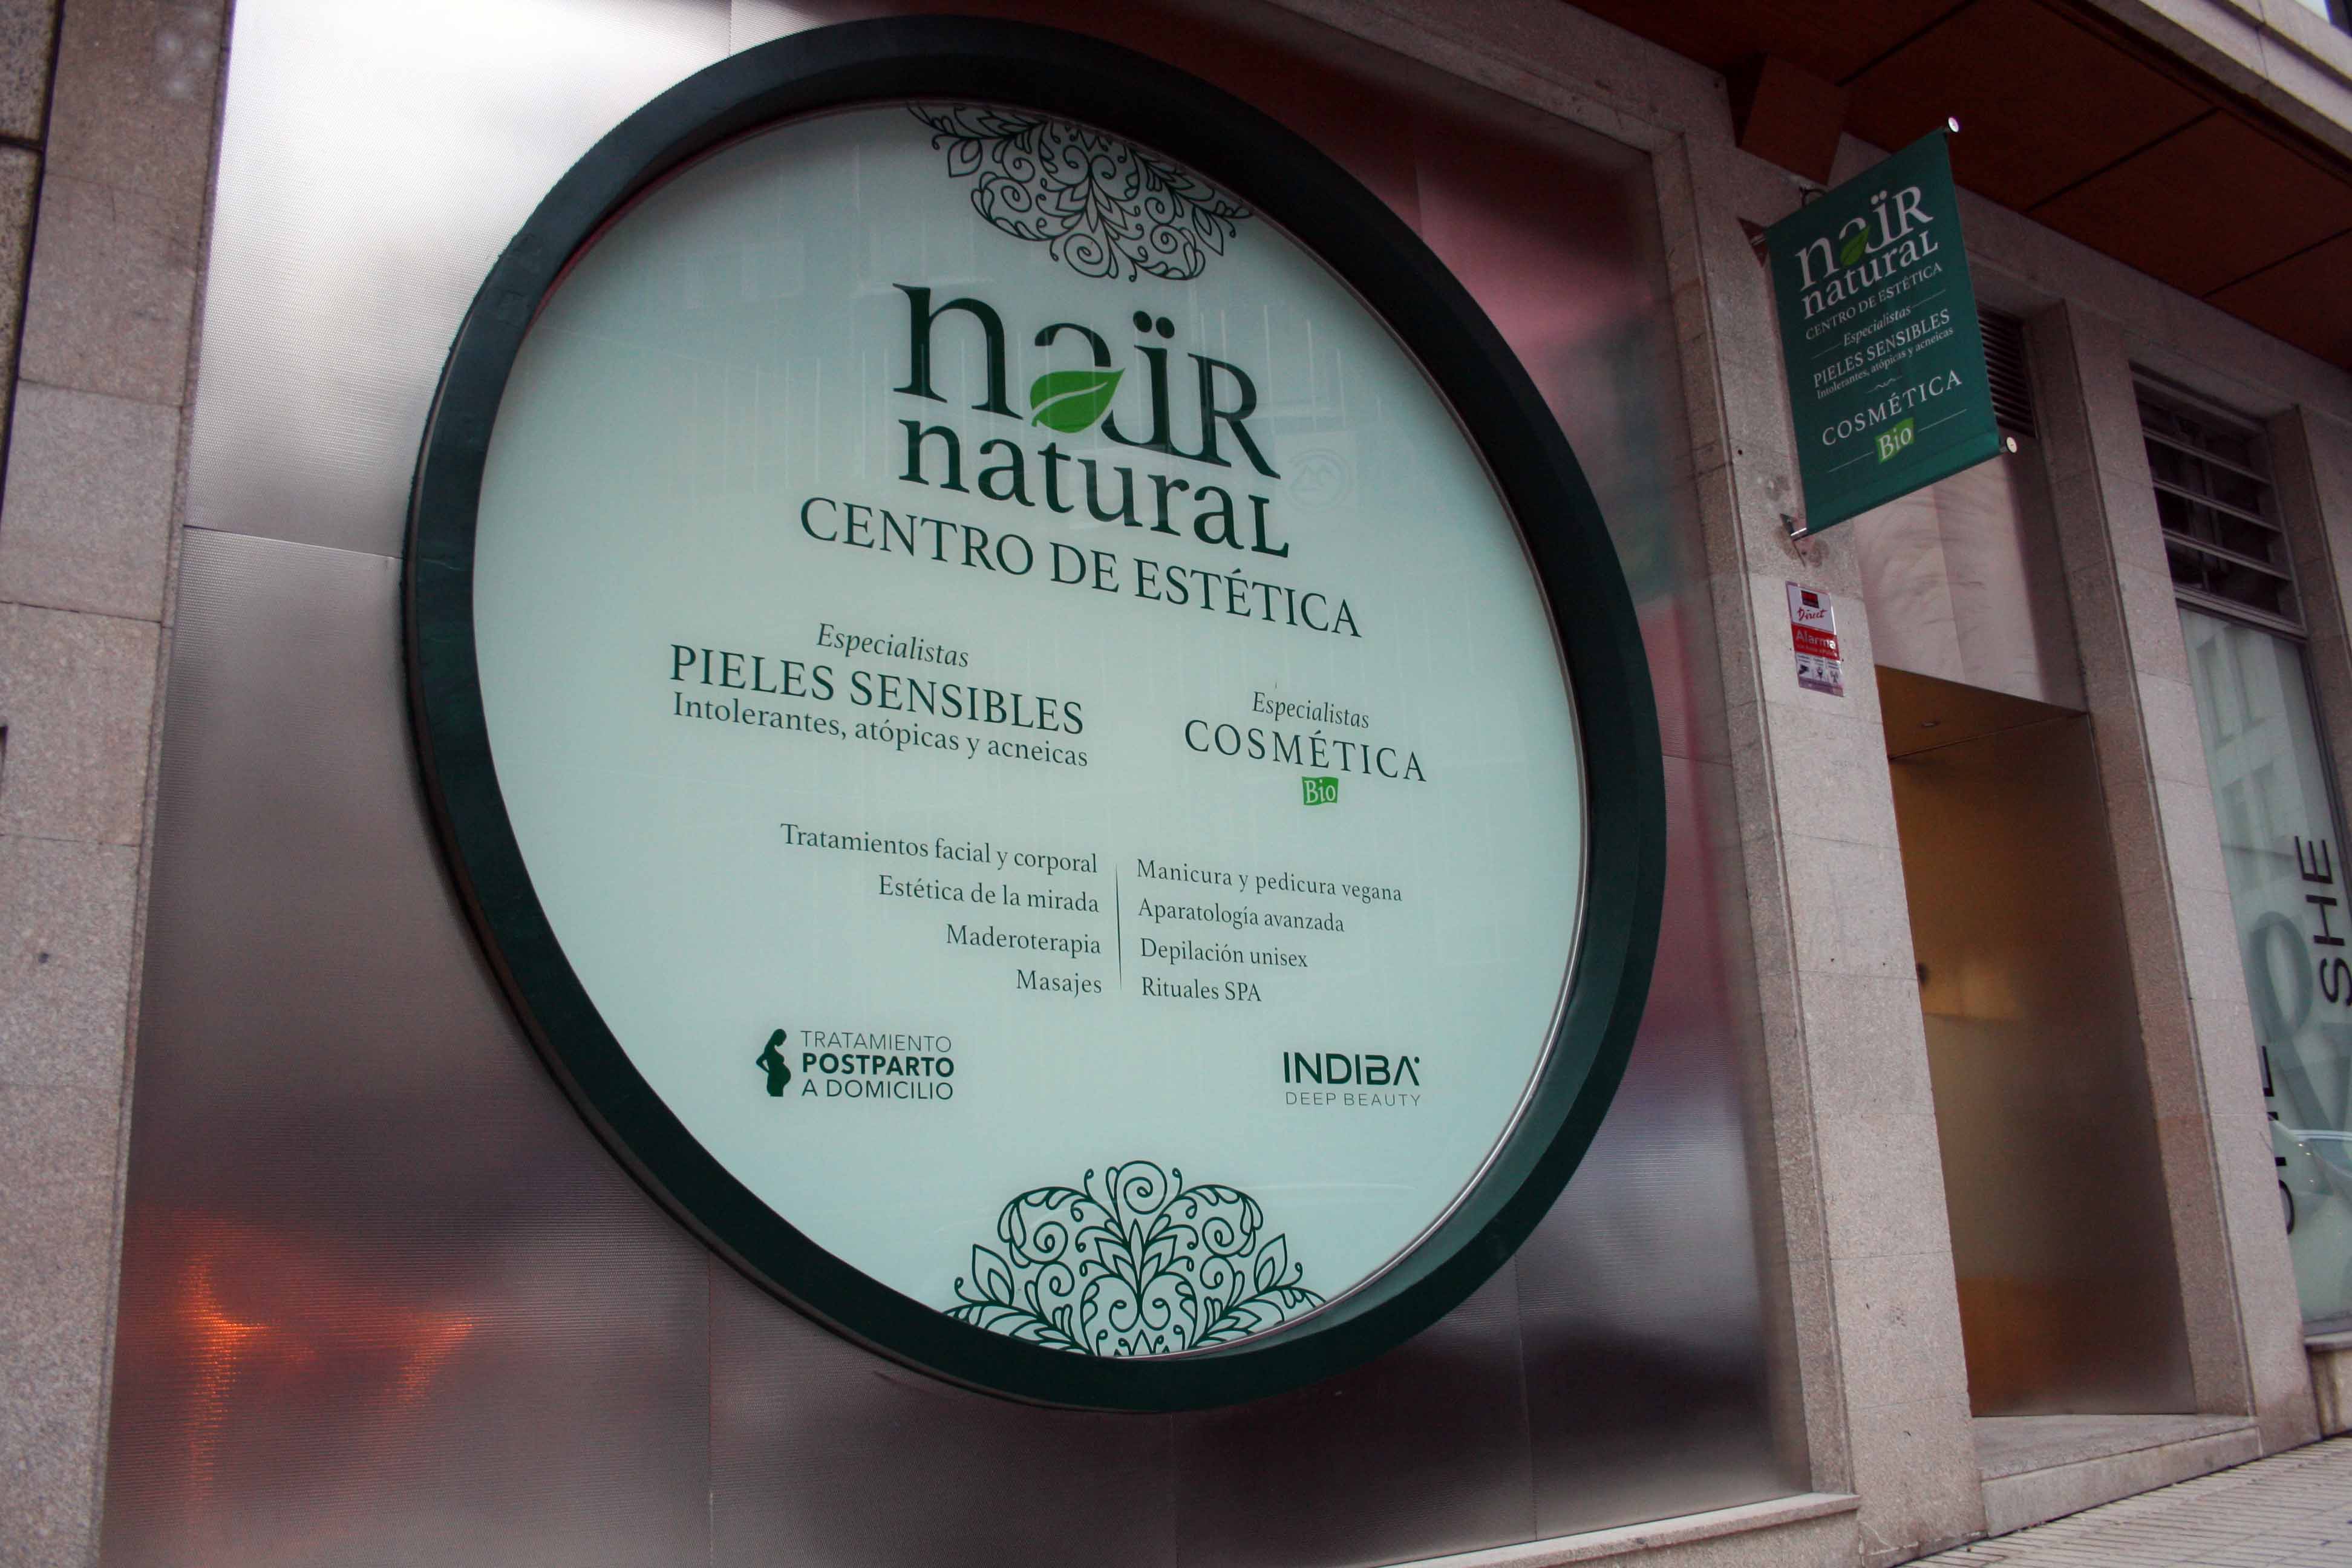 naïR
naturaL
CENTRO DE ESTÉTICA
Especialistas
PIELES SENSIBLES
Intolerantes, atópicas y acneicas
Especialistas
COSMÉTICA
Bio
Tratamientos facial y corporal
Estética de la mirada
Maderoterapia
Masajes
Manicura y pedicura vegana
Aparatología avanzada
Depilación unisex
Rituales SPA
TRATAMIENTO
POSTPARTO
A DOMICILIO
INDIBA
DEEP BEAUTY
naïR
naturaL
CENTRO DE ESTÉTICA
Especialistas
PIELES SENSIBLES
Intolerantes, atópicas y acneicas
COSMÉTICA
Bio
Direct
Alarma
SHE